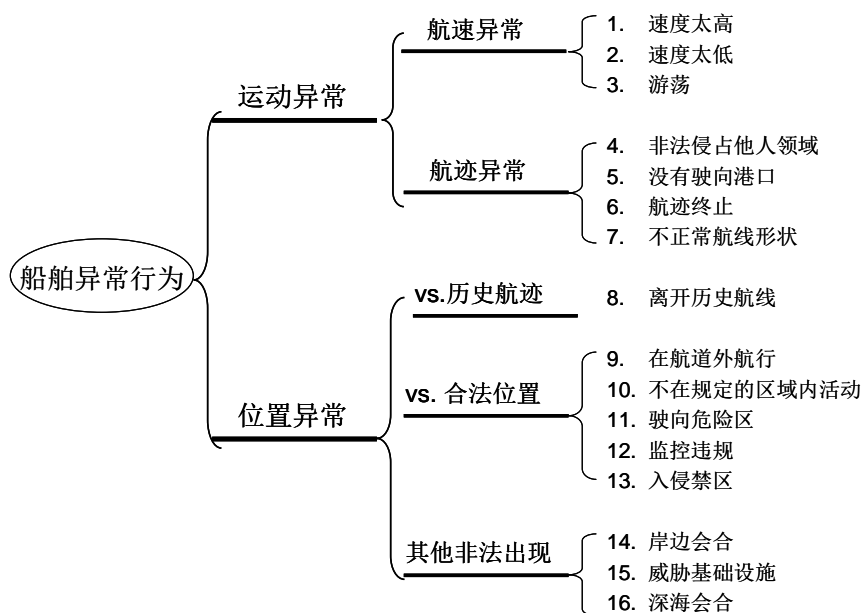 船舶异常行为
运动异常
航速异常
1. 速度太高
2. 速度太低
3. 游荡
航迹异常
4. 非法侵占他人领域
5. 没有驶向港口
6. 航迹终止
7. 不正常航线形状
位置异常
vs.历史航迹
8. 离开历史航线
vs. 合法位置
9. 在航道外航行
10. 不在规定的区域内活动
11. 驶向危险区
12. 监控违规
13. 入侵禁区
其他非法出现
14. 岸边会合
15. 威胁基础设施
16. 深海会合